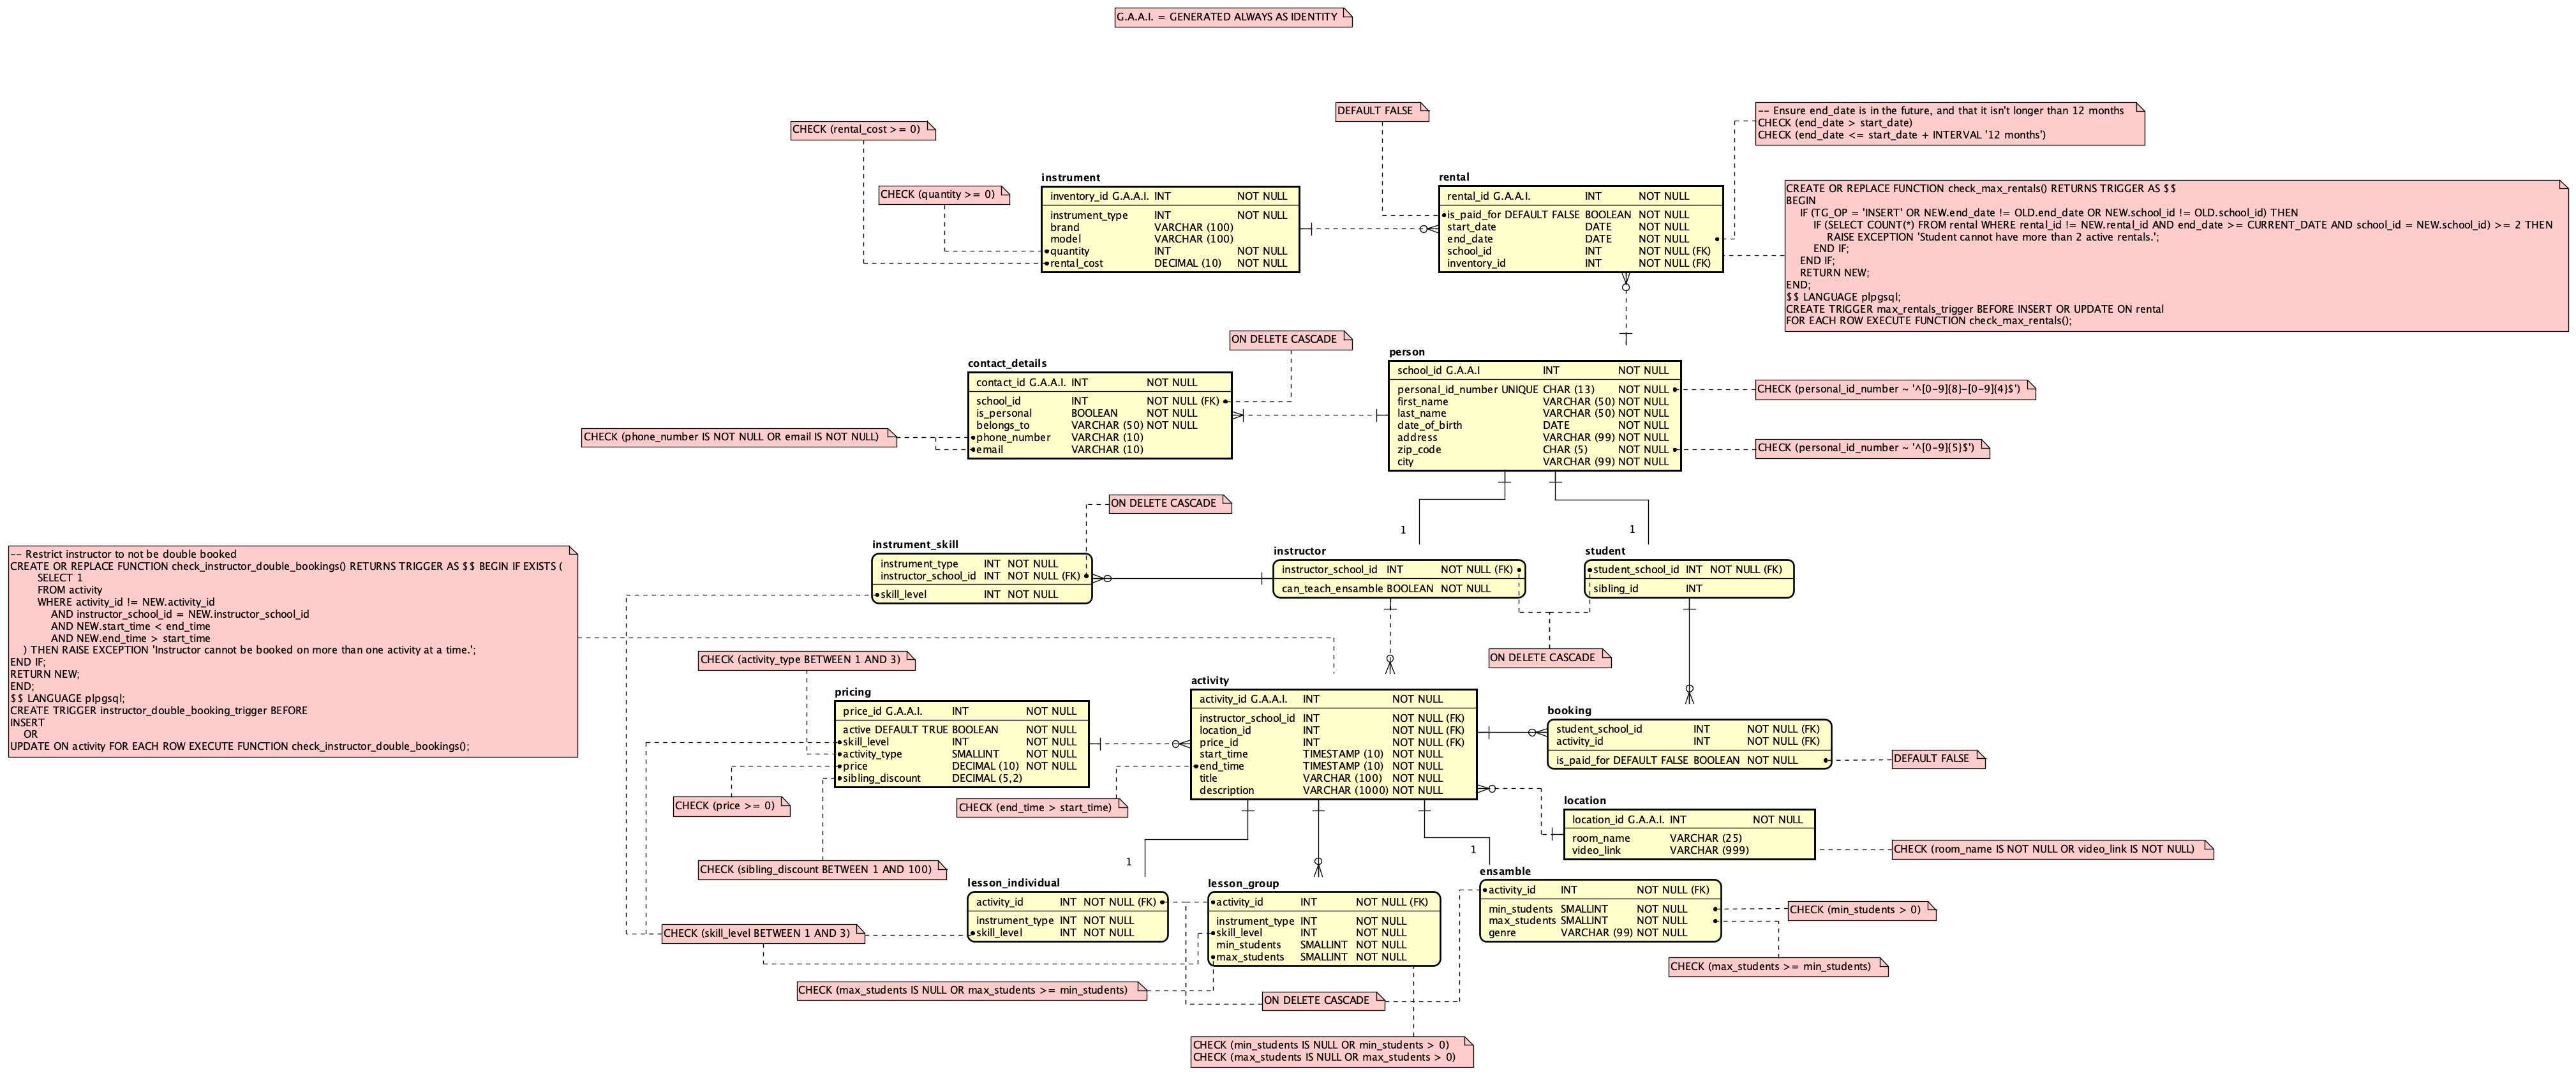 G.A.A.I. = GENERATED ALWAYS AS IDENTITY
DEFAULT FALSE
-- Ensure end_date is in the future, and that it isn't longer than 12 months
CHECK (end_date > start_date)
CHECK (end_date <= start_date + INTERVAL '12 months')
CHECK (rental_cost >= 0)
CHECK (quantity >= 0)
instrument
inventory_id G.A.A.I. INT NOT NULL
instrument_type INT NOT NULL
brand VARCHAR (100)
model VARCHAR (100)
quantity INT NOT NULL
rental_cost DECIMAL (10) NOT NULL
rental
rental_id G.A.A.I. INT NOT NULL
is_paid_for DEFAULT FALSE BOOLEAN NOT NULL
start_date DATE NOT NULL
end_date DATE NOT NULL
school_id INT NOT NULL (FK)
inventory_id INT NOT NULL (FK)
CREATE OR REPLACE FUNCTION check_max_rentals() RETURNS TRIGGER AS $$
BEGIN
IF (TG_OP = 'INSERT' OR NEW.end_date != OLD.end_date OR NEW.school_id != OLD.school_id) THEN
IF (SELECT COUNT(*) FROM rental WHERE rental_id != NEW.rental_id AND end_date >= CURRENT_DATE AND school_id = NEW.school_id) >= 2 THEN
RAISE EXCEPTION 'Student cannot have more than 2 active rentals.';
END IF;
END IF;
RETURN NEW;
END;
$$ LANGUAGE plpgsql;
CREATE TRIGGER max_rentals_trigger BEFORE INSERT OR UPDATE ON rental
FOR EACH ROW EXECUTE FUNCTION check_max_rentals();
ON DELETE CASCADE
contact_details
contact_id G.A.A.I. INT NOT NULL
school_id INT NOT NULL (FK)
is_personal BOOLEAN NOT NULL
belongs_to VARCHAR (50) NOT NULL
phone_number VARCHAR (10)
email VARCHAR (10)
CHECK (phone_number IS NOT NULL OR email IS NOT NULL)
person
school_id G.A.A.I INT NOT NULL
personal_id_number UNIQUE CHAR (13) NOT NULL
first_name VARCHAR (50) NOT NULL
last_name VARCHAR (50) NOT NULL
date_of_birth DATE NOT NULL
address VARCHAR (99) NOT NULL
zip_code CHAR (5) NOT NULL
city VARCHAR (99) NOT NULL
CHECK (personal_id_number ~ '^[0-9]{8}-[0-9]{4}$')
CHECK (personal_id_number ~ '^[0-9]{5}$')
ON DELETE CASCADE
1
1
instrument_skill
instrument_type INT NOT NULL
instructor_school_id INT NOT NULL (FK)
skill_level INT NOT NULL
instructor
instructor_school_id INT NOT NULL (FK)
can_teach_ensamble BOOLEAN NOT NULL
student
student_school_id INT NOT NULL (FK)
sibling_id INT
ON DELETE CASCADE
-- Restrict instructor to not be double booked
CREATE OR REPLACE FUNCTION check_instructor_double_bookings() RETURNS TRIGGER AS $$ BEGIN IF EXISTS (
SELECT 1
FROM activity
WHERE activity_id != NEW.activity_id
AND instructor_school_id = NEW.instructor_school_id
AND NEW.start_time < end_time
AND NEW.end_time > start_time
) THEN RAISE EXCEPTION 'Instructor cannot be booked on more than one activity at a time.';
END IF;
RETURN NEW;
END;
$$ LANGUAGE plpgsql;
CREATE TRIGGER instructor_double_booking_trigger BEFORE
INSERT
OR
UPDATE ON activity FOR EACH ROW EXECUTE FUNCTION check_instructor_double_bookings();
CHECK (activity_type BETWEEN 1 AND 3)
pricing
price_id G.A.A.I. INT NOT NULL
active DEFAULT TRUE BOOLEAN NOT NULL
skill_level INT NOT NULL
activity_type SMALLINT NOT NULL
price DECIMAL (10) NOT NULL
sibling_discount DECIMAL (5,2)
CHECK (price >= 0)
CHECK (sibling_discount BETWEEN 1 AND 100)
activity
activity_id G.A.A.I. INT NOT NULL
instructor_school_id INT NOT NULL (FK)
location_id INT NOT NULL (FK)
price_id INT NOT NULL (FK)
start_time TIMESTAMP (10) NOT NULL
end_time TIMESTAMP (10) NOT NULL
title VARCHAR (100) NOT NULL
description VARCHAR (1000) NOT NULL
CHECK (end_time > start_time)
booking
student_school_id INT NOT NULL (FK)
activity_id INT NOT NULL (FK)
is_paid_for DEFAULT FALSE BOOLEAN NOT NULL
DEFAULT FALSE
location
location_id G.A.A.I. INT NOT NULL
room_name VARCHAR (25)
video_link VARCHAR (999)
CHECK (room_name IS NOT NULL OR video_link IS NOT NULL)
1
1
lesson_individual
activity_id INT NOT NULL (FK)
instrument_type INT NOT NULL
skill_level INT NOT NULL
lesson_group
activity_id INT NOT NULL (FK)
instrument_type INT NOT NULL
skill_level INT NOT NULL
min_students SMALLINT NOT NULL
max_students SMALLINT NOT NULL
ensamble
activity_id INT NOT NULL (FK)
min_students SMALLINT NOT NULL
max_students SMALLINT NOT NULL
genre VARCHAR (99) NOT NULL
CHECK (min_students > 0)
CHECK (max_students >= min_students)
CHECK (skill_level BETWEEN 1 AND 3)
CHECK (max_students IS NULL OR max_students >= min_students)
ON DELETE CASCADE
CHECK (min_students IS NULL OR min_students > 0)
CHECK (max_students IS NULL OR max_students > 0)